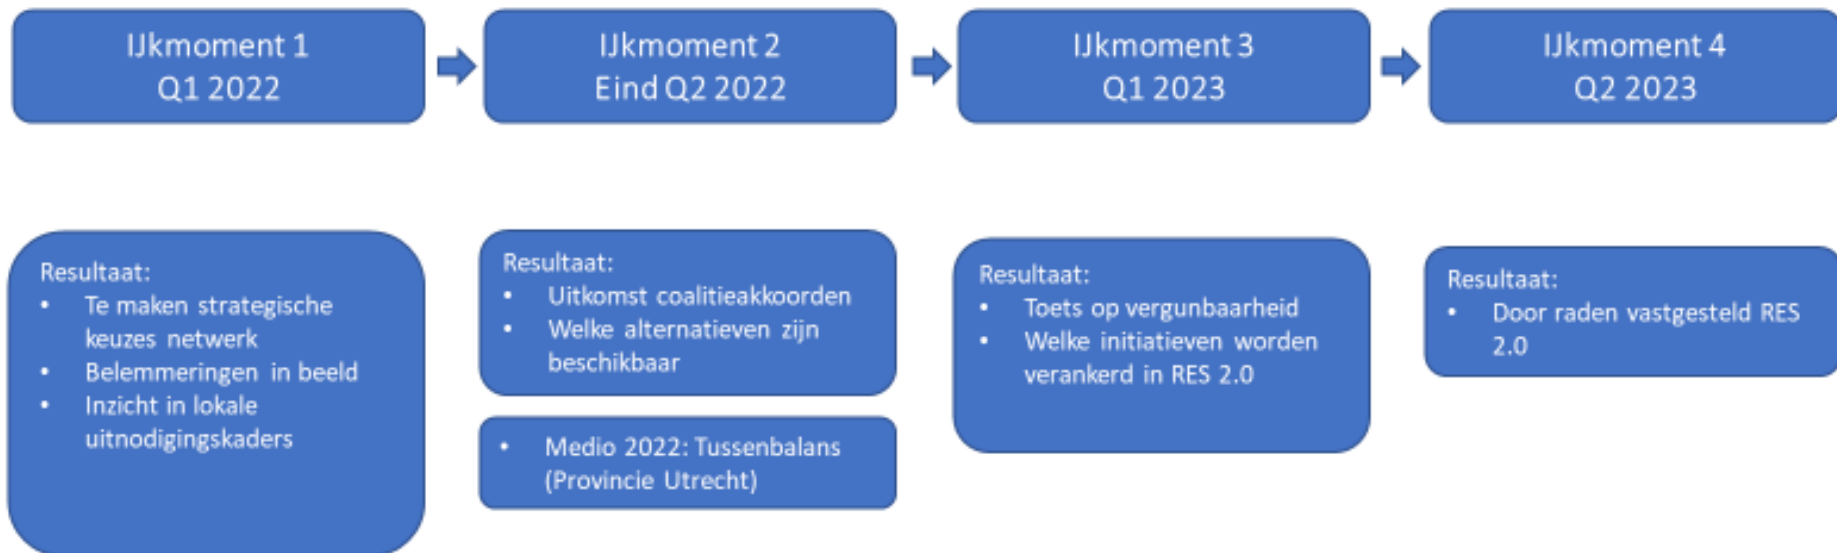 IJkmoment 1
Q1 2022
IJkmoment 2
Eind Q2 2022
IJkmoment 3
Q1 2023
IJkmoment 4
Q2 2023
Resultaat:
• Te maken strategische
keuzes netwerk
• Belemmeringen in beeld
• Inzicht in lokale
uitnodigingskaders
Resultaat:
• Uitkomst coalitieakkoorden
• Welke alternatieven zijn
beschikbaar
• Medio 2022: Tussenbalans
(Provincie Utrecht)
Resultaat:
• Toets op vergunbaarheid
• Welke initiatieven worden
verankerd in RES 2.0
Resultaat:
• Door raden vastgesteld RES
2.0